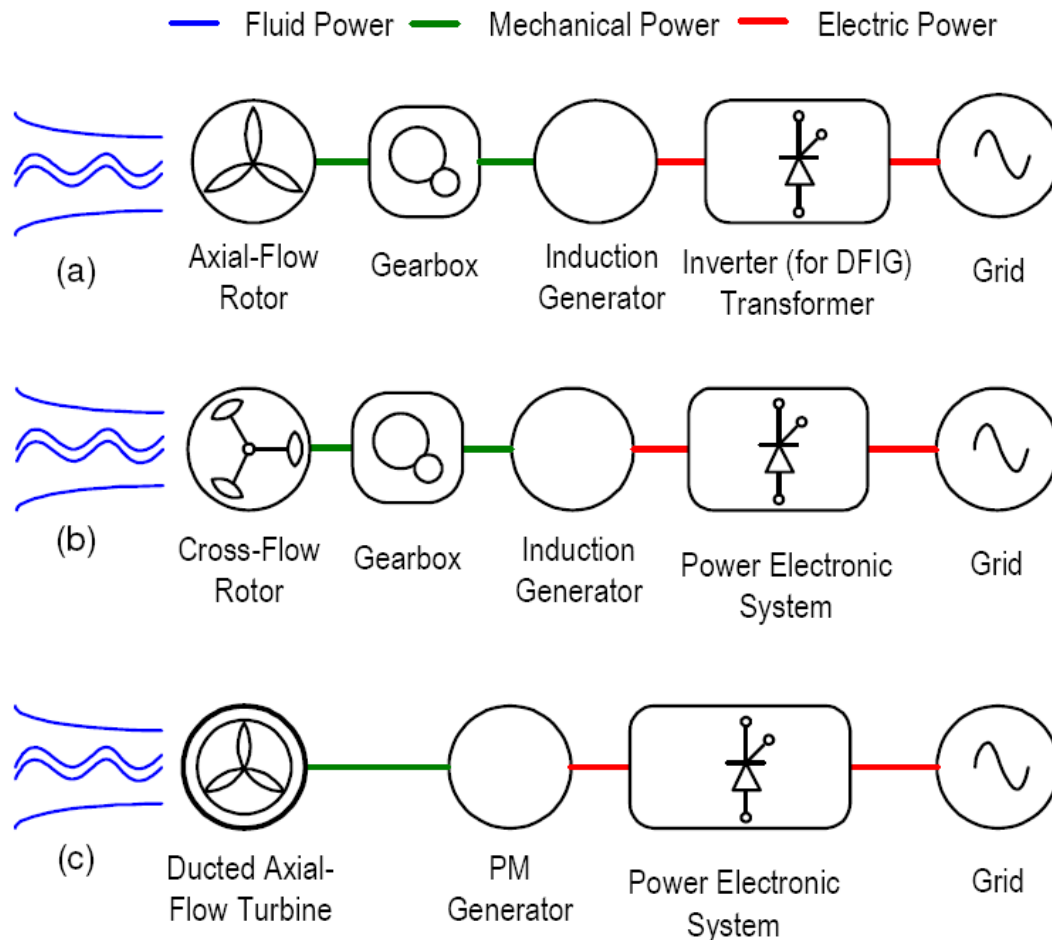 Fluid Power Mechanical Power Electric Power
(a)
Axial-Flow
Rotor
Gearbox
Induction
Generator
Inverter (for DFIG)
Transformer
Grid
(b)
Cross-Flow
Rotor
Gearbox
Induction
Generator
Power Electronic
System
Grid
(c)
Ducted Axial-
Flow Turbine
PM
Generator
Power Electronic
System
Grid